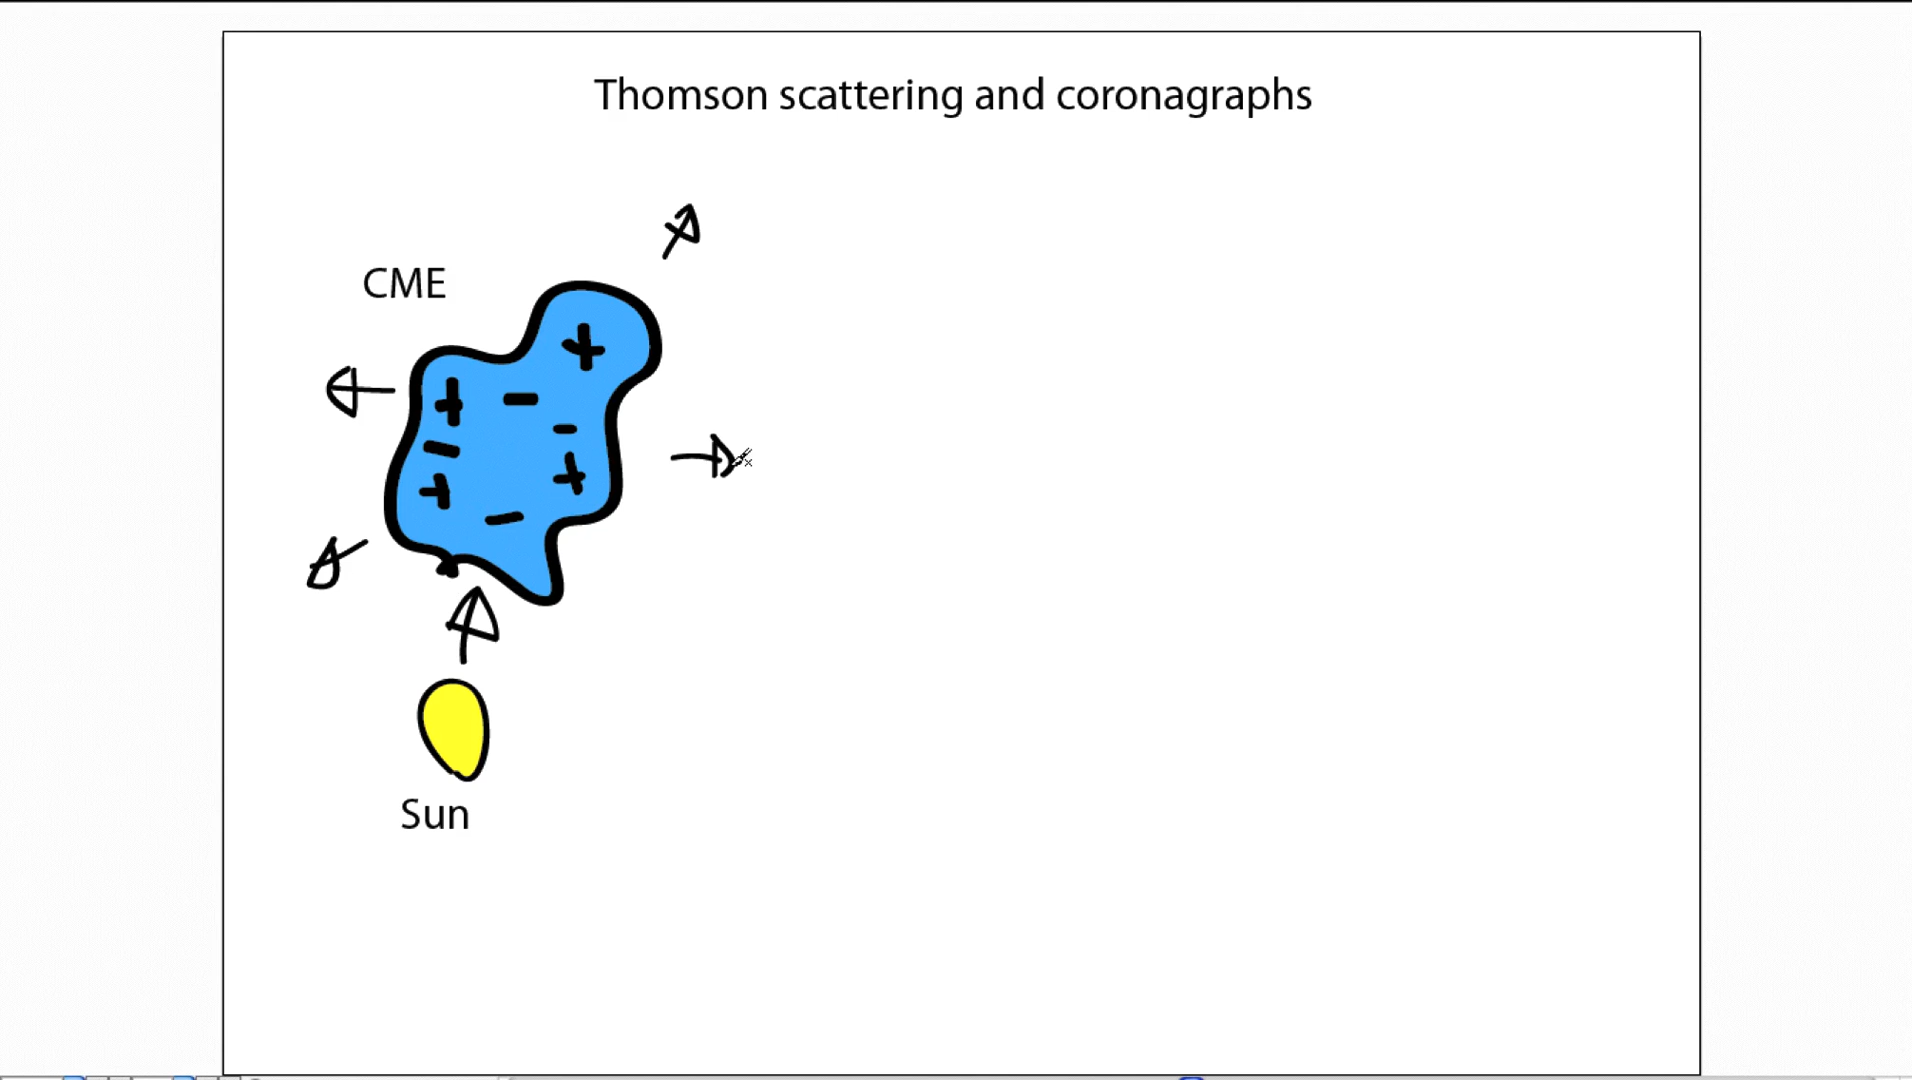 Thomson scattering and coronagraphs
CME
+
+ -
-
-
+
+
-
Sun